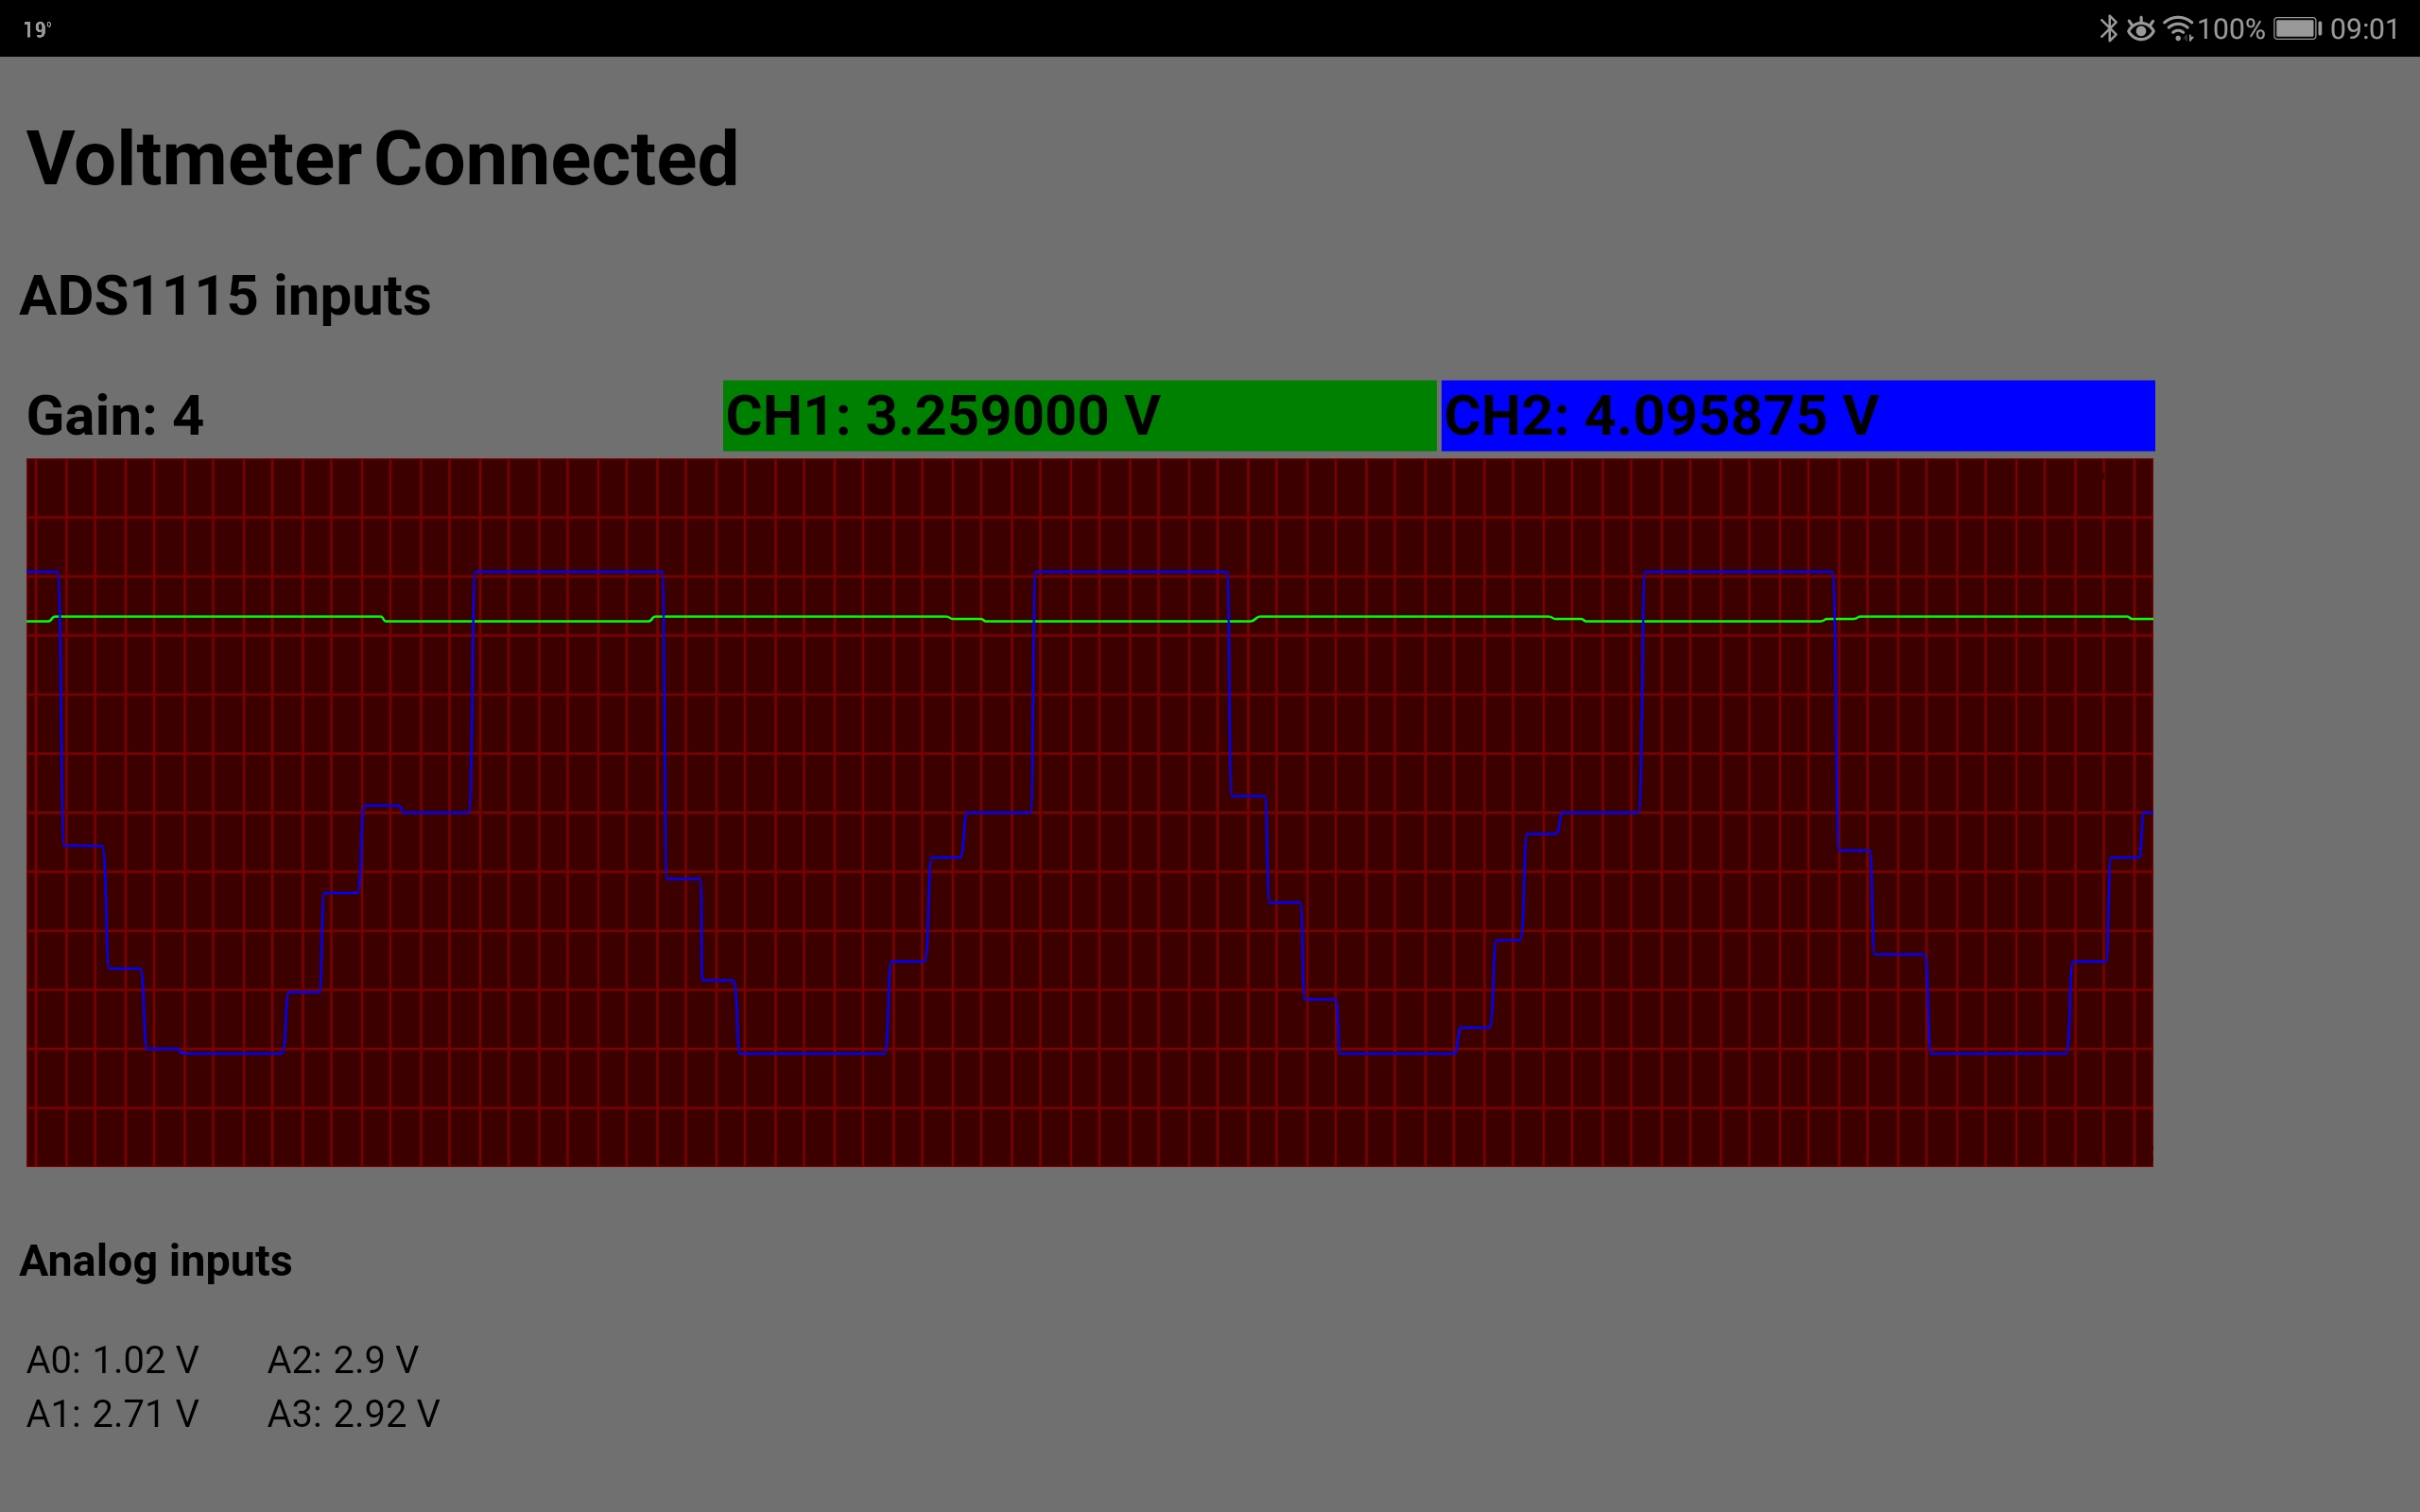 19° 100% 09:01
Voltmeter Connected
ADS1115 inputs
Gain: 4 CH1: 3.259000 V CH2: 4.095875 V
Analog inputs
A0: 1.02 V A2: 2.9 V
A1: 2.71 V A3: 2.92 V